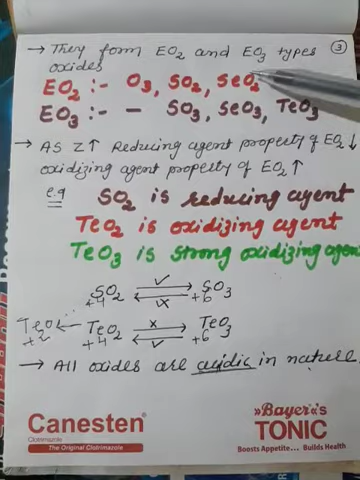 → They form EO2 and EO3 types ③
oxides
EO2 :- O3, SO2, SeO2
EO3 :- - SO3, SeO3, TeO3
→ As Z↑ Reducing agent property of EO2 ↓
oxidizing agent property of EO2 ↑
e.g SO2 is reducing agent
TeO2 is oxidizing agent
TeO3 is strong oxidizing agen
SO2 ⇌ SO3
+4 +6
TeO ← TeO2 ⇌ TeO3
+2 +4 +6
→ All oxides are acidic in nature
Canesten
Clotrimazole
The Original Clotrimazole
»Bayer«'s
TONIC
Boosts Appetite... Builds Health